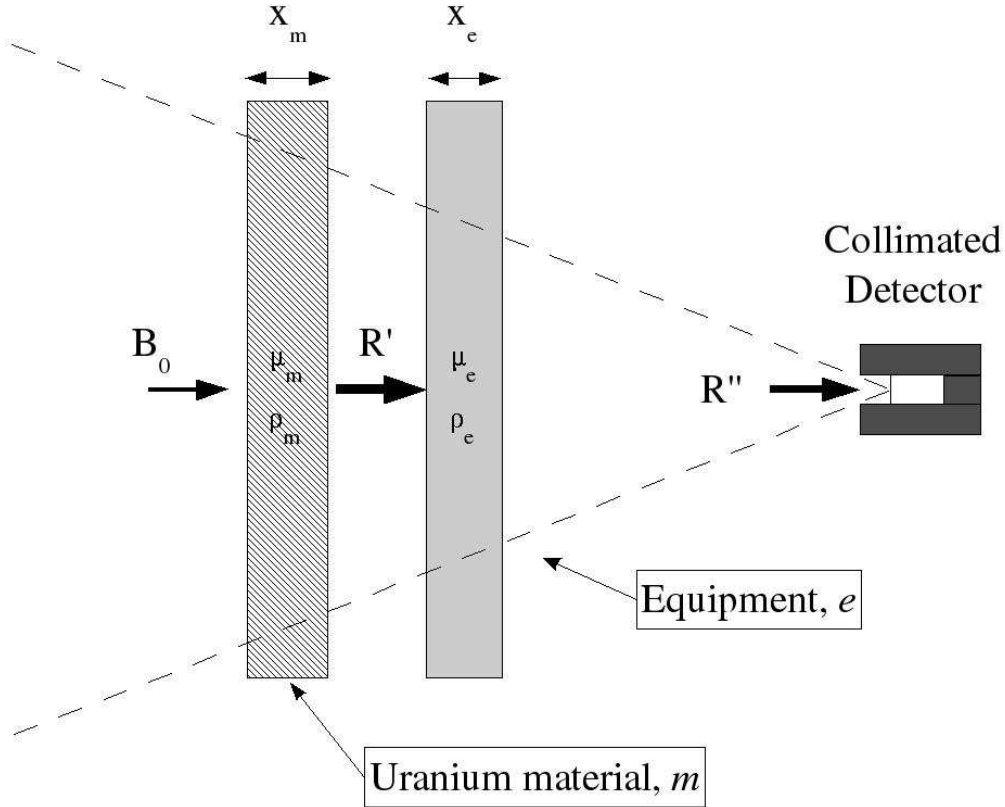 x_m
x_e
Collimated
Detector
B_0
μ_m
ρ_m
R'
μ_e
ρ_e
R"
Equipment, e
Uranium material, m